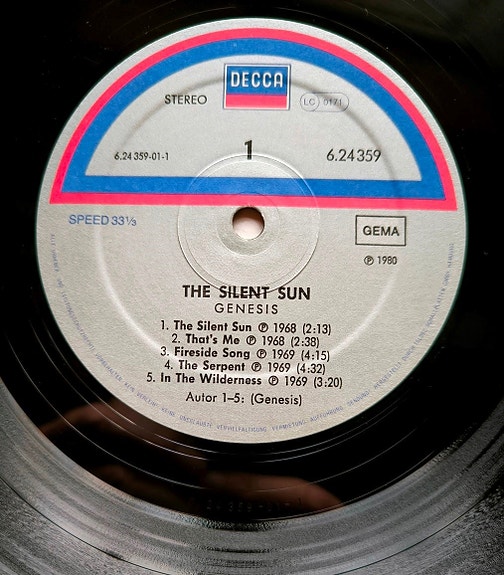 DECCA
STEREO
LC 0171
6.24 359-01-1
1
6.24359
SPEED 33⅓
GEMA
℗ 1980
THE SILENT SUN
GENESIS
1. The Silent Sun ℗ 1968 (2:13)
2. That's Me ℗ 1968 (2:38)
3. Fireside Song ℗ 1969 (4:15)
4. The Serpent ℗ 1969 (4:32)
5. In The Wilderness ℗ 1969 (3:20)
Autor 1–5: (Genesis)